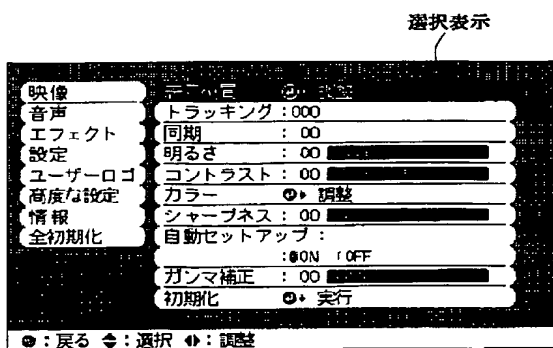 選択表示
映像
音声
エフェクト
設定
ユーザーロゴ
高度な設定
情報
全初期化
トラッキング：000
同期 ： 00
明るさ ： 00
コントラスト： 00
カラー 調整
シャープネス： 00
自動セットアップ ：
：ON OFF
ガンマ補正 ： 00
初期化 実行
：戻る ：選択 ：調整